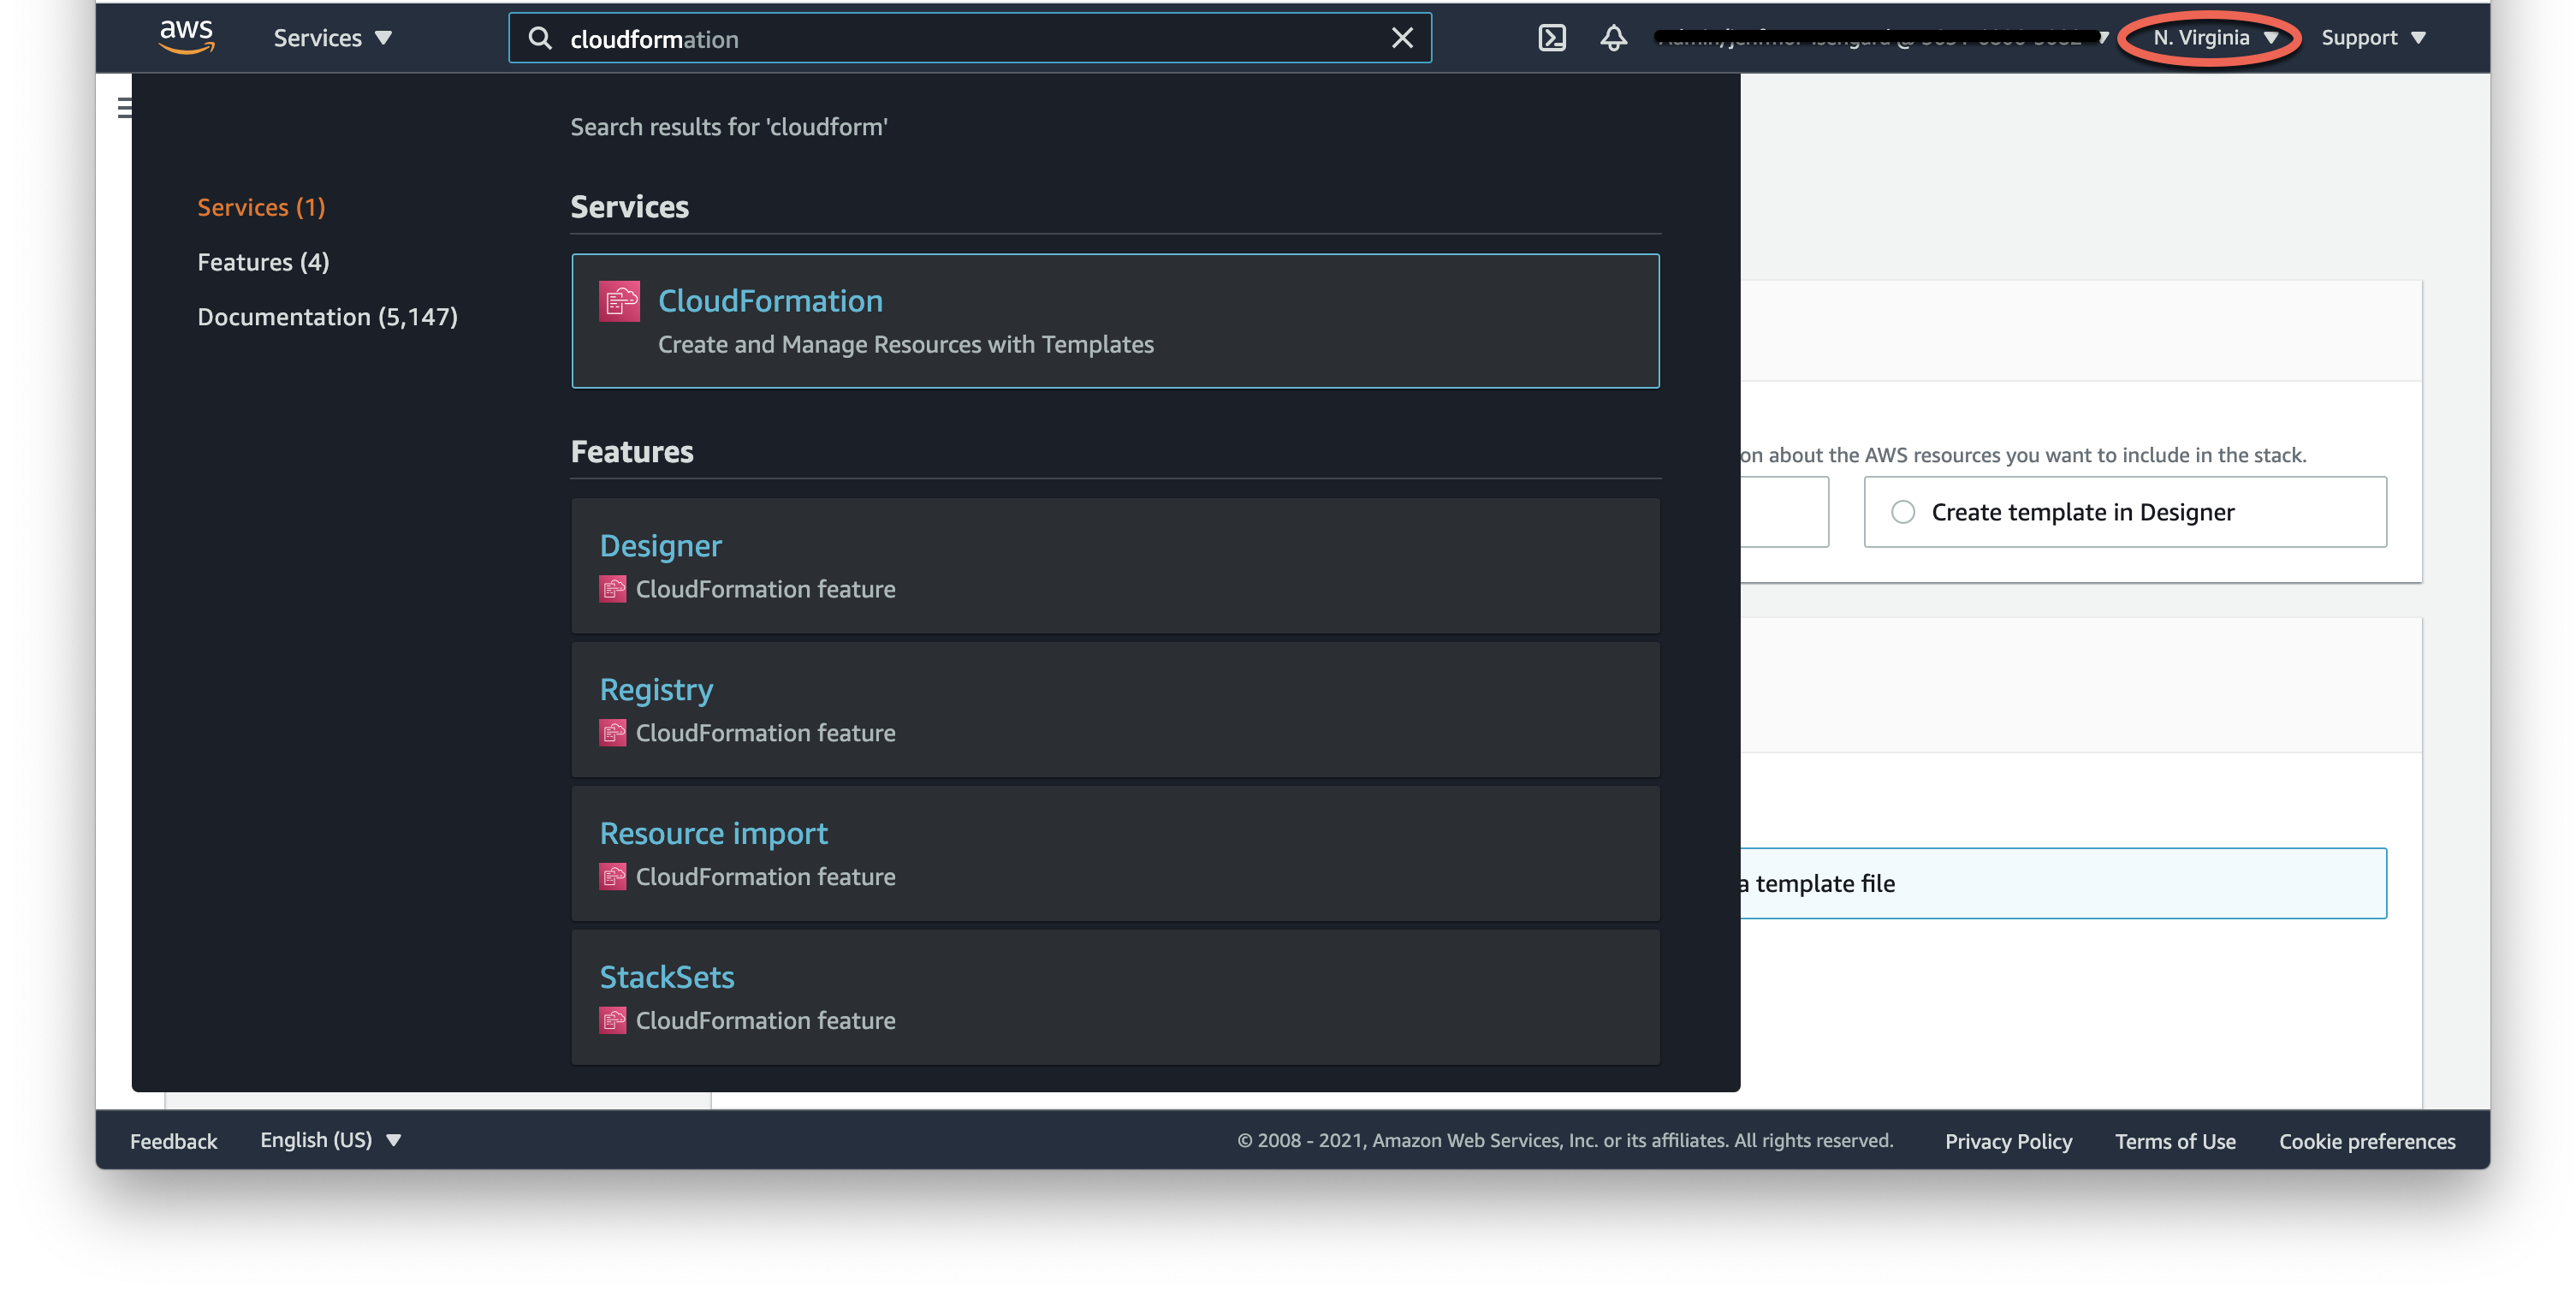 aws
Services
cloudformation
N. Virginia
Support
Search results for 'cloudform'
Services (1)
Features (4)
Documentation (5,147)
Services
CloudFormation
Create and Manage Resources with Templates
Features
Designer
CloudFormation feature
Registry
CloudFormation feature
Resource import
CloudFormation feature
StackSets
CloudFormation feature
on about the AWS resources you want to include in the stack.
Create template in Designer
a template file
Feedback
English (US)
© 2008 - 2021, Amazon Web Services, Inc. or its affiliates. All rights reserved.
Privacy Policy
Terms of Use
Cookie preferences